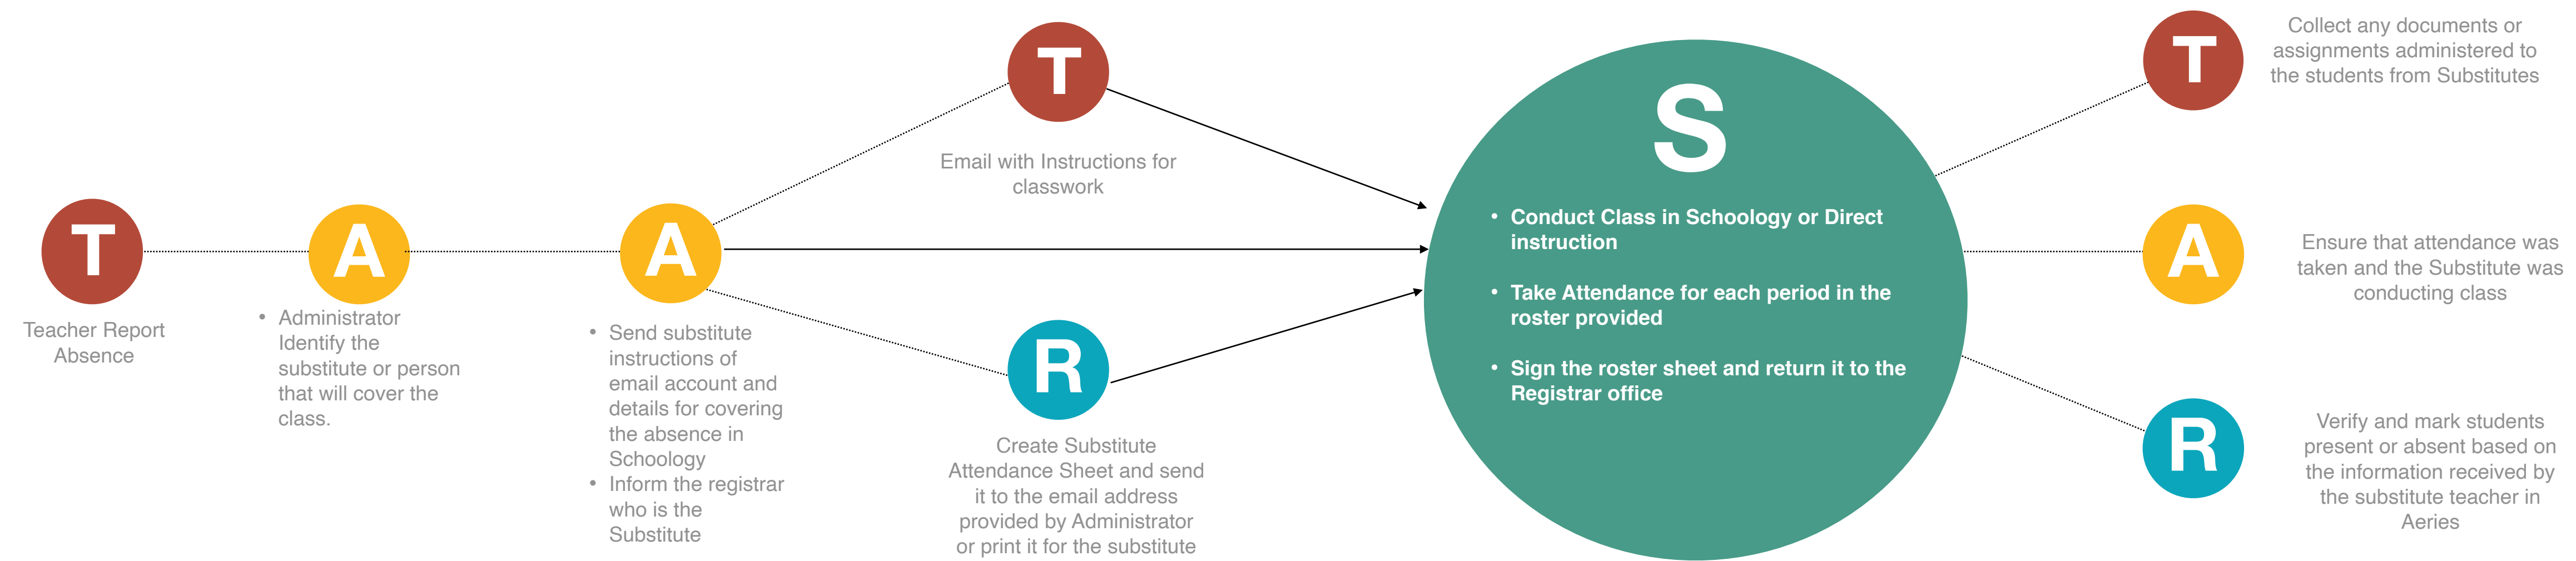 T
Teacher Report
Absence
A
• Administrator
Identify the
substitute or person
that will cover the
class.
A
• Send substitute
instructions of
email account and
details for covering
the absence in
Schoology
• Inform the registrar
who is the
Substitute
T
Email with Instructions for
classwork
R
Create Substitute
Attendance Sheet and send
it to the email address
provided by Administrator
or print it for the substitute
S
• Conduct Class in Schoology or Direct
instruction
• Take Attendance for each period in the
roster provided
• Sign the roster sheet and return it to the
Registrar office
T
Collect any documents or
assignments administered to
the students from Substitutes
A
Ensure that attendance was
taken and the Substitute was
conducting class
R
Verify and mark students
present or absent based on
the information received by
the substitute teacher in
Aeries